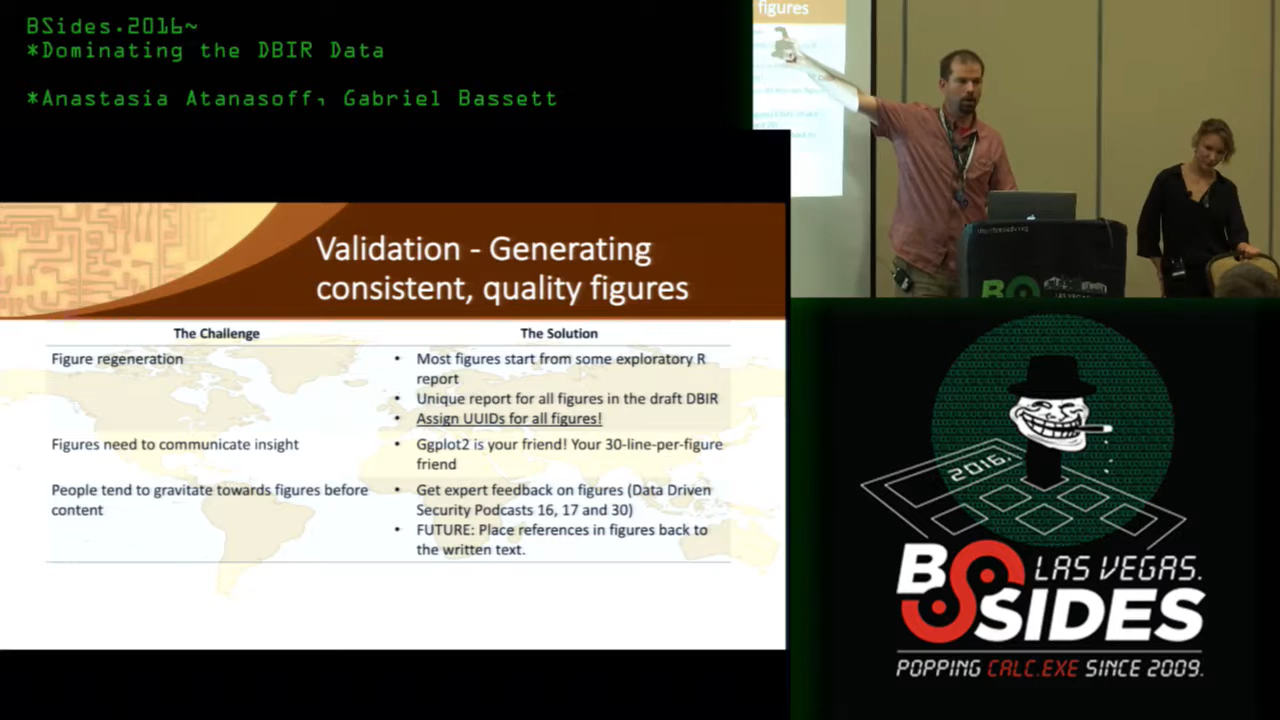 BSides.2016~
*Dominating the DBIR Data
*Anastasia Atanasoff, Gabriel Bassett
figures
Validation - Generating
consistent, quality figures
The Challenge
The Solution
Figure regeneration
• Most figures start from some exploratory R
report
• Unique report for all figures in the draft DBIR
• Assign UUIDs for all figures!
Figures need to communicate insight
• Ggplot2 is your friend! Your 30-line-per-figure
friend
People tend to gravitate towards figures before
content
• Get expert feedback on figures (Data Driven
Security Podcasts 16, 17 and 30)
• FUTURE: Place references in figures back to
the written text.
2016.
BSIDES
LAS VEGAS.
POPPING CALC.EXE SINCE 2009.